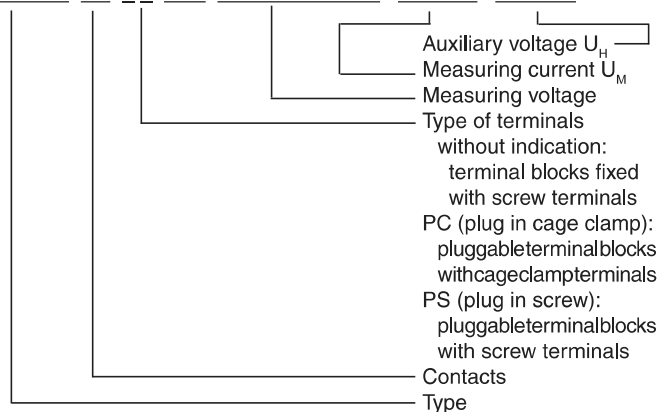 Auxiliary voltage U_H
Measuring current U_M
Measuring voltage
Type of terminals
without indication:
terminal blocks fixed
with screw terminals
PC (plug in cage clamp):
pluggableterminalblocks
withcageclampterminals
PS (plug in screw):
pluggableterminalblocks
with screw terminals
Contacts
Type